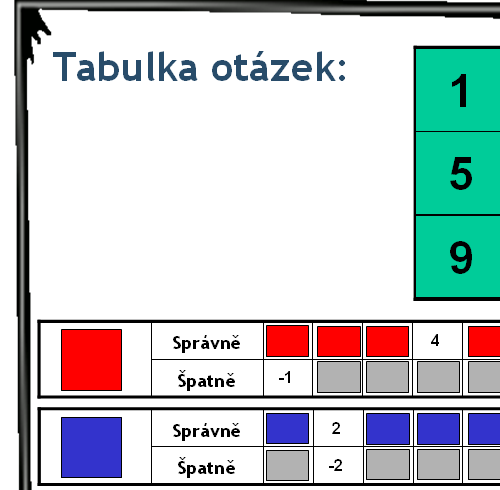 Tabulka otázek:
1
5
9
Správně 4
Špatně -1
Správně 2
Špatně -2